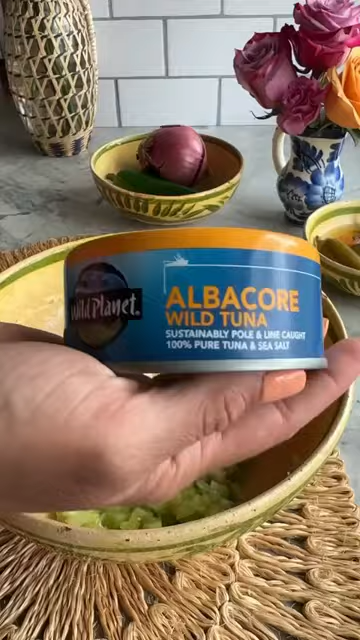 Wild Planet®
ALBACORE
WILD TUNA
SUSTAINABLY POLE & LINE CAUGHT
100% PURE TUNA & SEA SALT